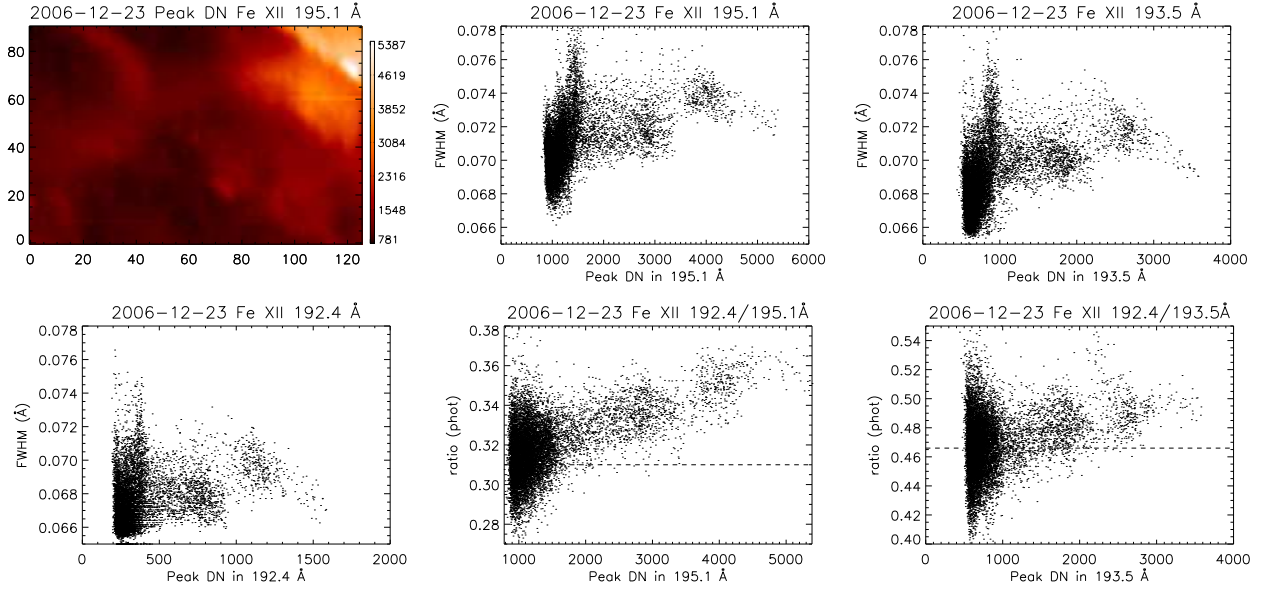 2006-12-23 Peak DN Fe XII 195.1 Å
80
60
40
20
0
0 20 40 60 80 100 120
5387
4619
3852
3084
2316
1548
781
2006-12-23 Fe XII 195.1 Å
FWHM (Å)
0.078
0.076
0.074
0.072
0.070
0.068
0.066
0 1000 2000 3000 4000 5000 6000
Peak DN in 195.1 Å
2006-12-23 Fe XII 193.5 Å
FWHM (Å)
0.078
0.076
0.074
0.072
0.070
0.068
0.066
0 1000 2000 3000 4000
Peak DN in 193.5 Å
2006-12-23 Fe XII 192.4 Å
FWHM (Å)
0.078
0.076
0.074
0.072
0.070
0.068
0.066
0 500 1000 1500 2000
Peak DN in 192.4 Å
2006-12-23 Fe XII 192.4/195.1Å
ratio (phot)
0.38
0.36
0.34
0.32
0.30
0.28
1000 2000 3000 4000 5000
Peak DN in 195.1 Å
2006-12-23 Fe XII 192.4/193.5Å
ratio (phot)
0.54
0.52
0.50
0.48
0.46
0.44
0.42
0.40
0 1000 2000 3000 4000
Peak DN in 193.5 Å